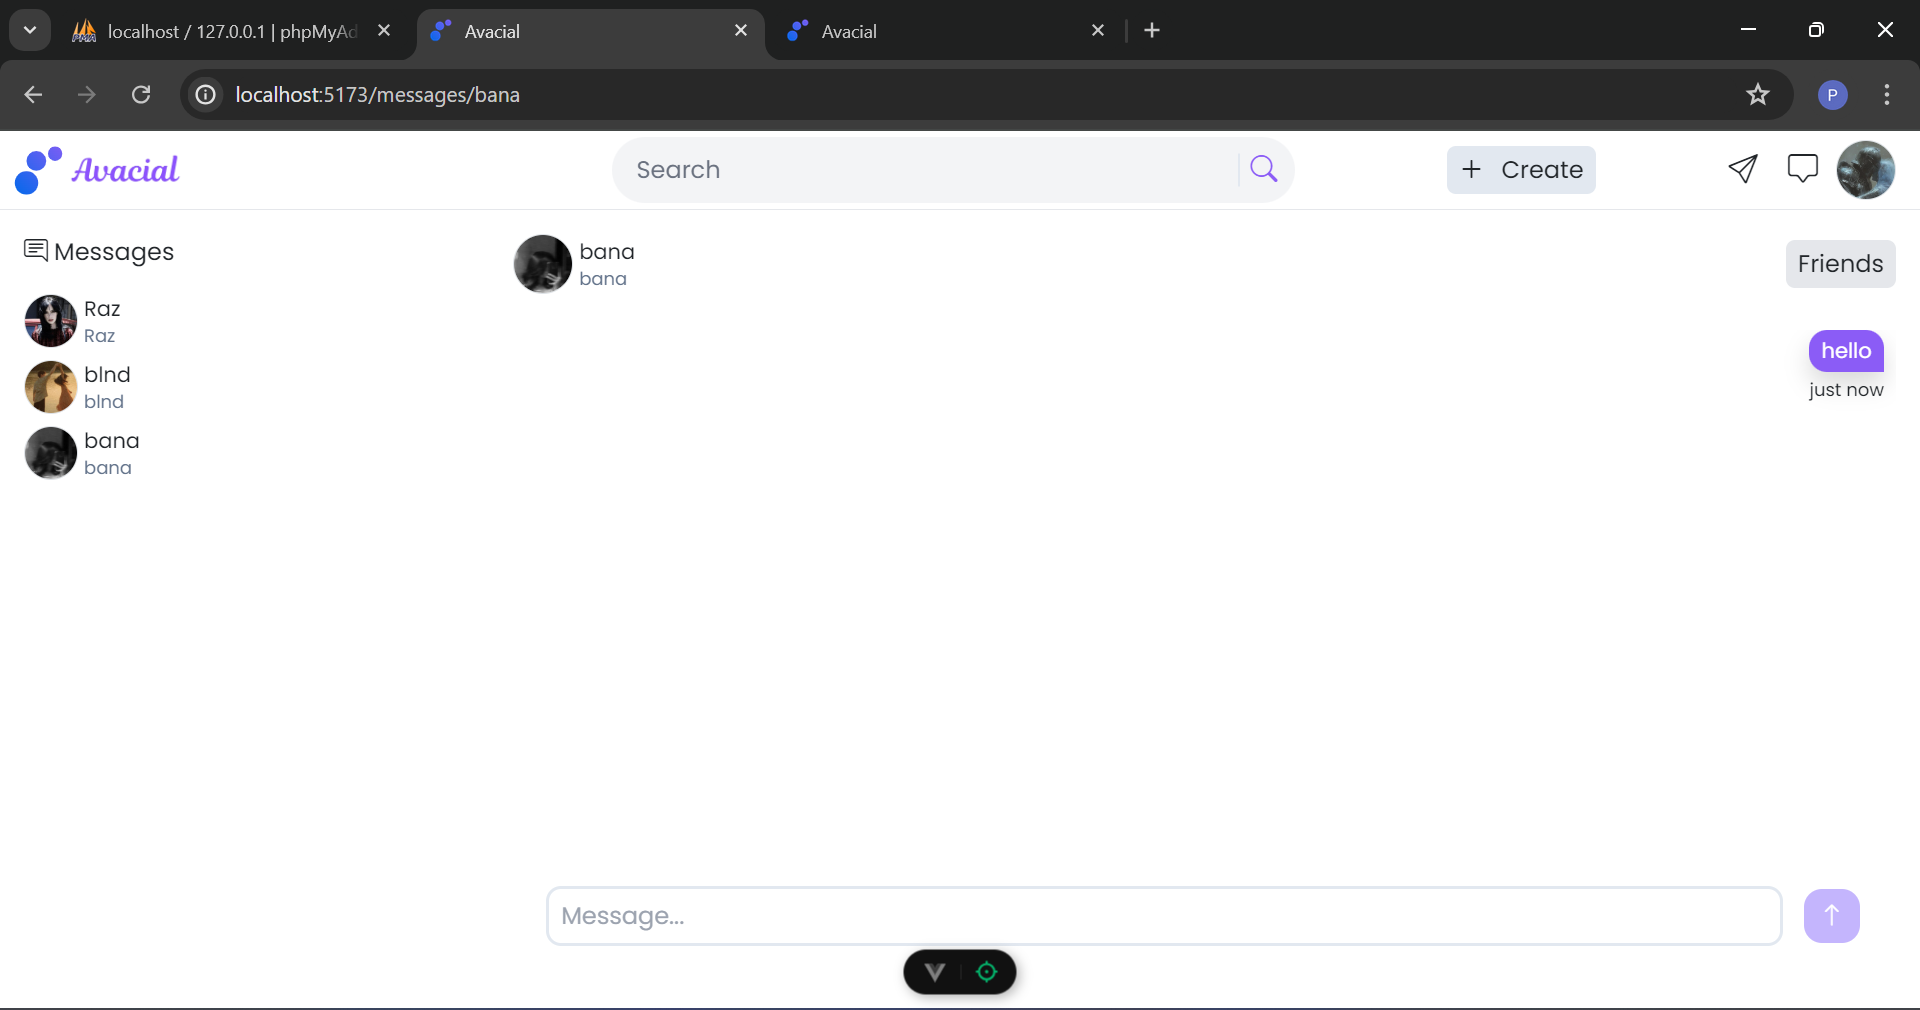 localhost / 127.0.0.1 | phpMyAd
Avacial
Avacial
localhost:5173/messages/bana
P
Avacial
Search
+ Create
Messages
Raz
Raz
blnd
blnd
bana
bana
bana
bana
Friends
hello
just now
Message...